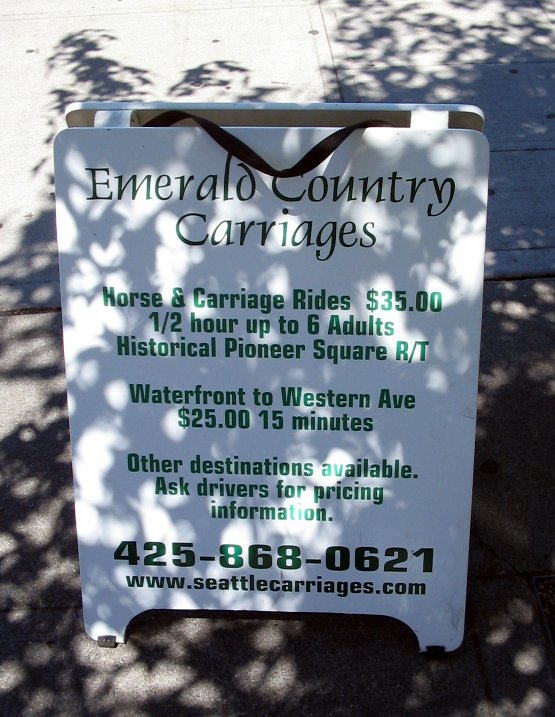 Emerald Country
Carriages
Horse & Carriage Rides $35.00
1/2 hour up to 6 Adults
Historical Pioneer Square R/T
Waterfront to Western Ave
$25.00 15 minutes
Other destinations available.
Ask drivers for pricing
information.
425-868-0621
www.seattlecarriages.com